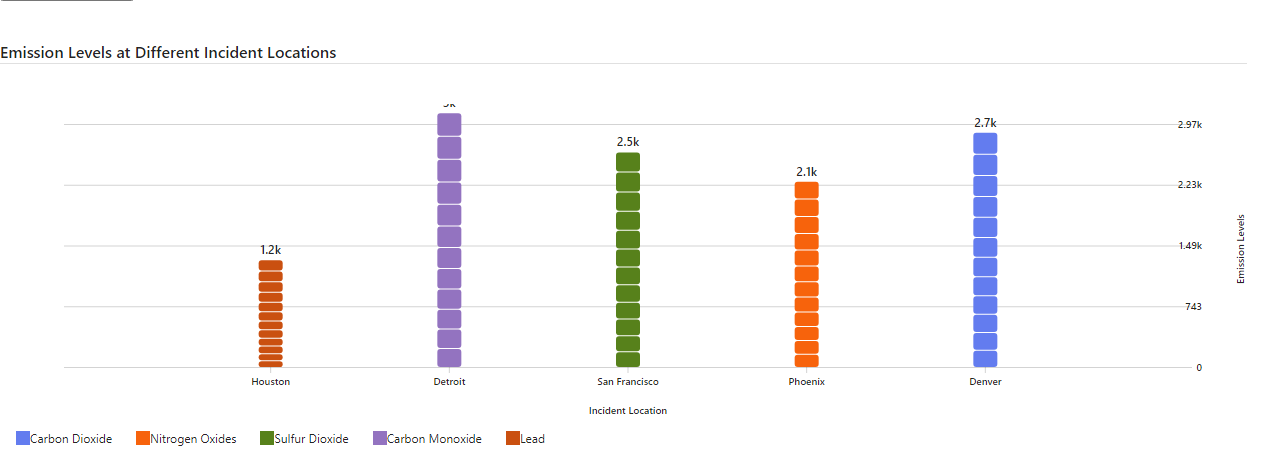 Emission Levels at Different Incident Locations
2.97k
2.23k
1.49k
743
0
Emission Levels
1.2k
2.5k
2.1k
2.7k
Houston
Detroit
San Francisco
Phoenix
Denver
Incident Location
Carbon Dioxide
Nitrogen Oxides
Sulfur Dioxide
Carbon Monoxide
Lead